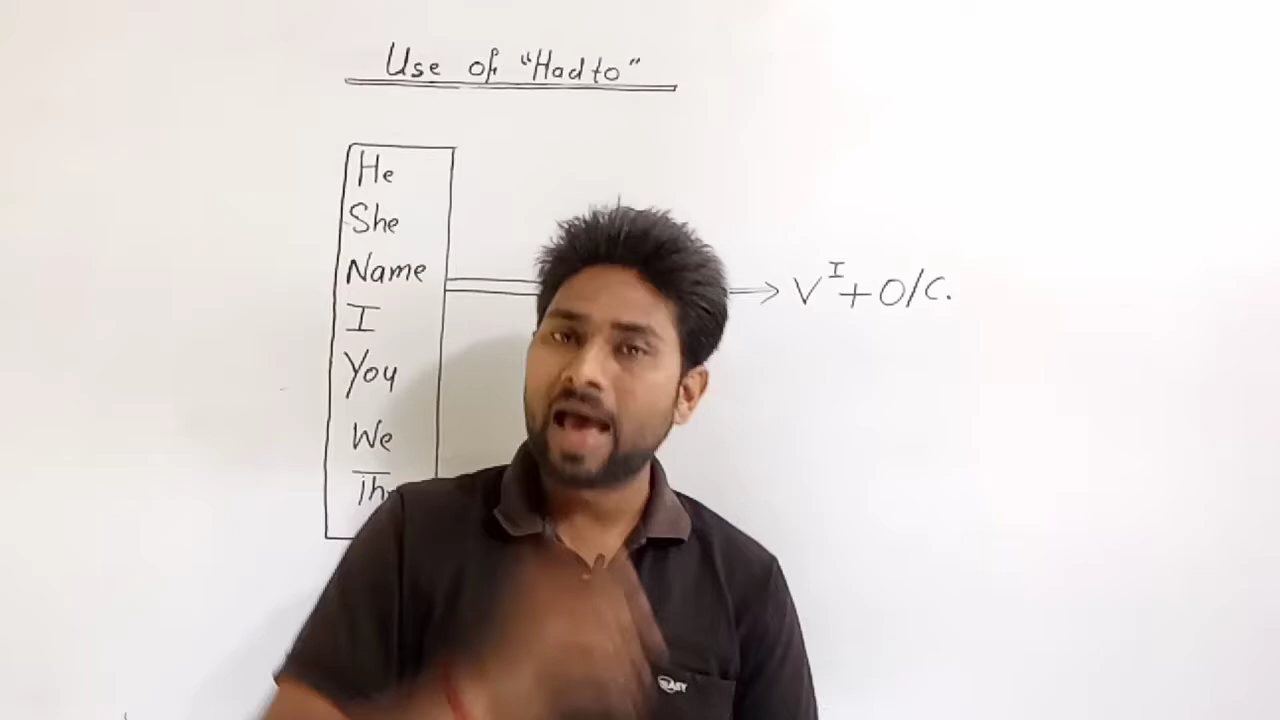 Use of "Had to"
He
She
Name
I
You
We
V^I + O/C.